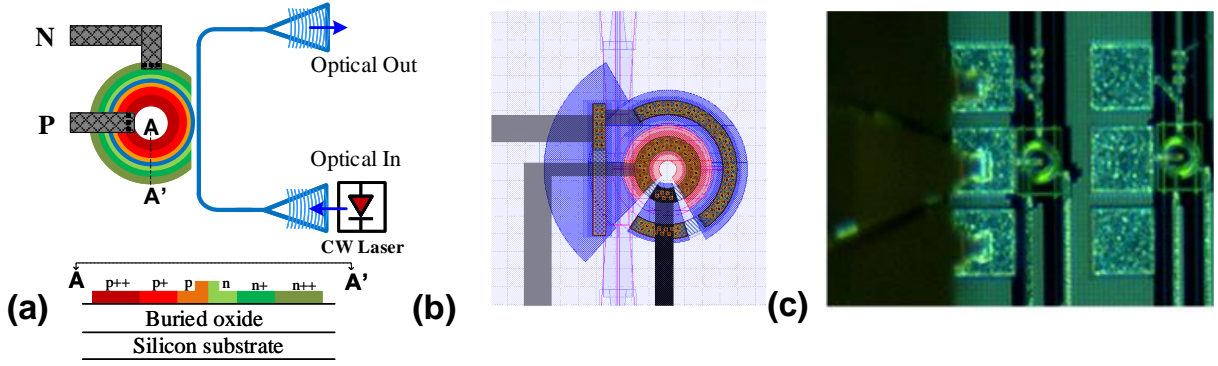 N
Optical Out
P
A
Optical In
A'
CW Laser
A
A'
p++ p+ p n n+ n++
(a)
Buried oxide
Silicon substrate
(b)
(c)